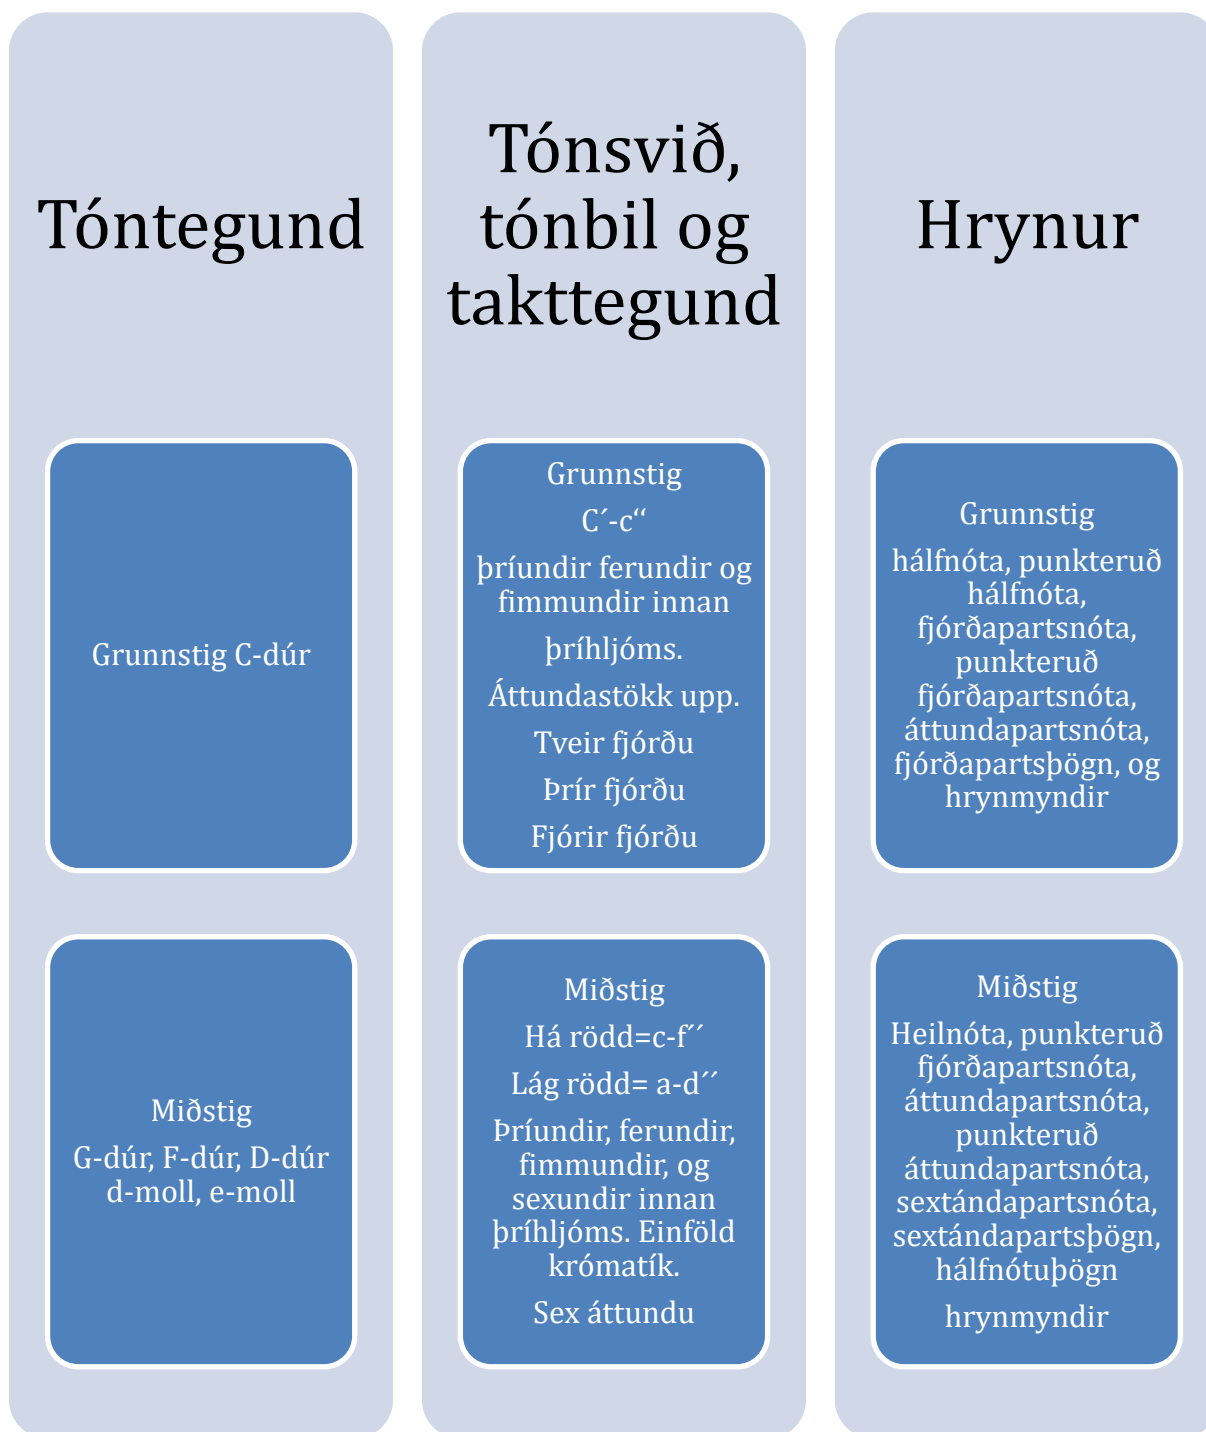 Tóntegund
Grunnstig C-dúr
Miðstig
G-dúr, F-dúr, D-dúr
d-moll, e-moll
Tónsvið,
tónbil og
takttegund
Grunnstig
C´-c“
þríundir ferundir og
fimmundir innan
þríhljóms.
Áttundastökk upp.
Tveir fjórðu
Þrír fjórðu
Fjórir fjórðu
Miðstig
Há rödd=c-f´´
Lág rödd= a-d´´
Þríundir, ferundir,
fimmundir, og
sexundir innan
þríhljóms. Einföld
krómatík.
Sex áttundu
Hrynur
Grunnstig
hálfnóta, punkteruð
hálfnóta,
fjórðapartsnóta,
punkteruð
fjórðapartsnóta,
áttundapartsnóta,
fjórðapartsþögn, og
hrynmyndir
Miðstig
Heilnóta, punkteruð
fjórðapartsnóta,
áttundapartsnóta,
punkteruð
áttundapartsnóta,
sextándapartsnóta,
sextándapartsþögn,
hálfnótuþögn
hrynmyndir